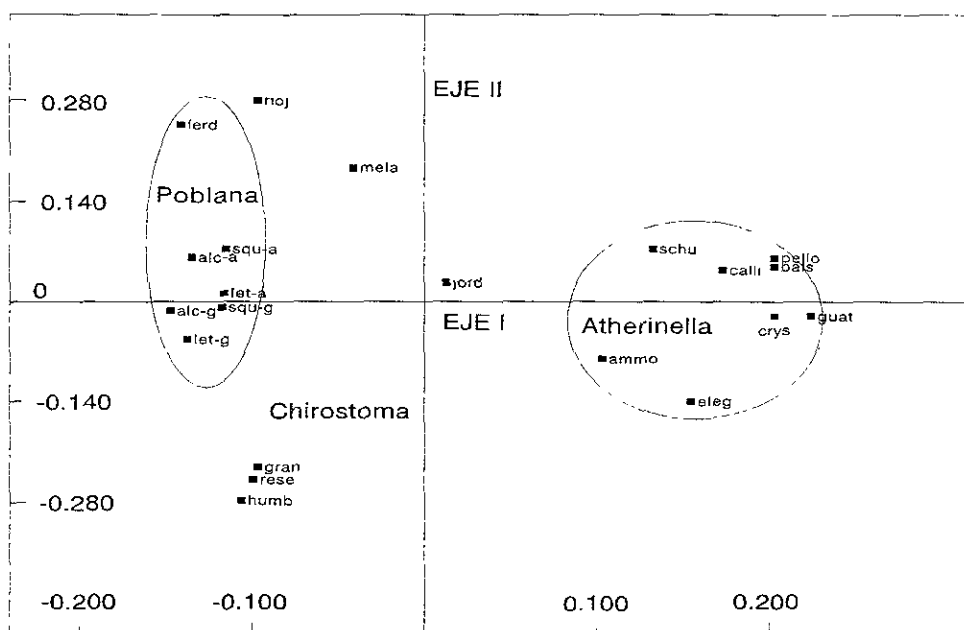 EJE II
0.280
rioj
ferd
mela
Poblana
0.140
squ-a
alc-a
schu
pello
bals
calli
jord
0
let-a
squ-g
alc-g
EJE I
Atherinella
guat
crys
let-g
ammo
-0.140
eleg
Chirostoma
gran
rese
humb
-0.280
-0.200
-0.100
0.100
0.200